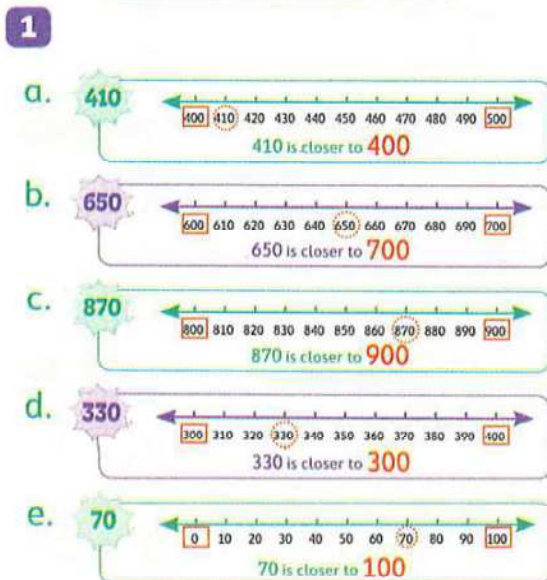 1
a. 410
400 410 420 430 440 450 460 470 480 490 500
410 is closer to 400
b. 650
600 610 620 630 640 650 660 670 680 690 700
650 is closer to 700
c. 870
800 810 820 830 840 850 860 870 880 890 900
870 is closer to 900
d. 330
300 310 320 330 340 350 360 370 380 390 400
330 is closer to 300
e. 70
0 10 20 30 40 50 60 70 80 90 100
70 is closer to 100